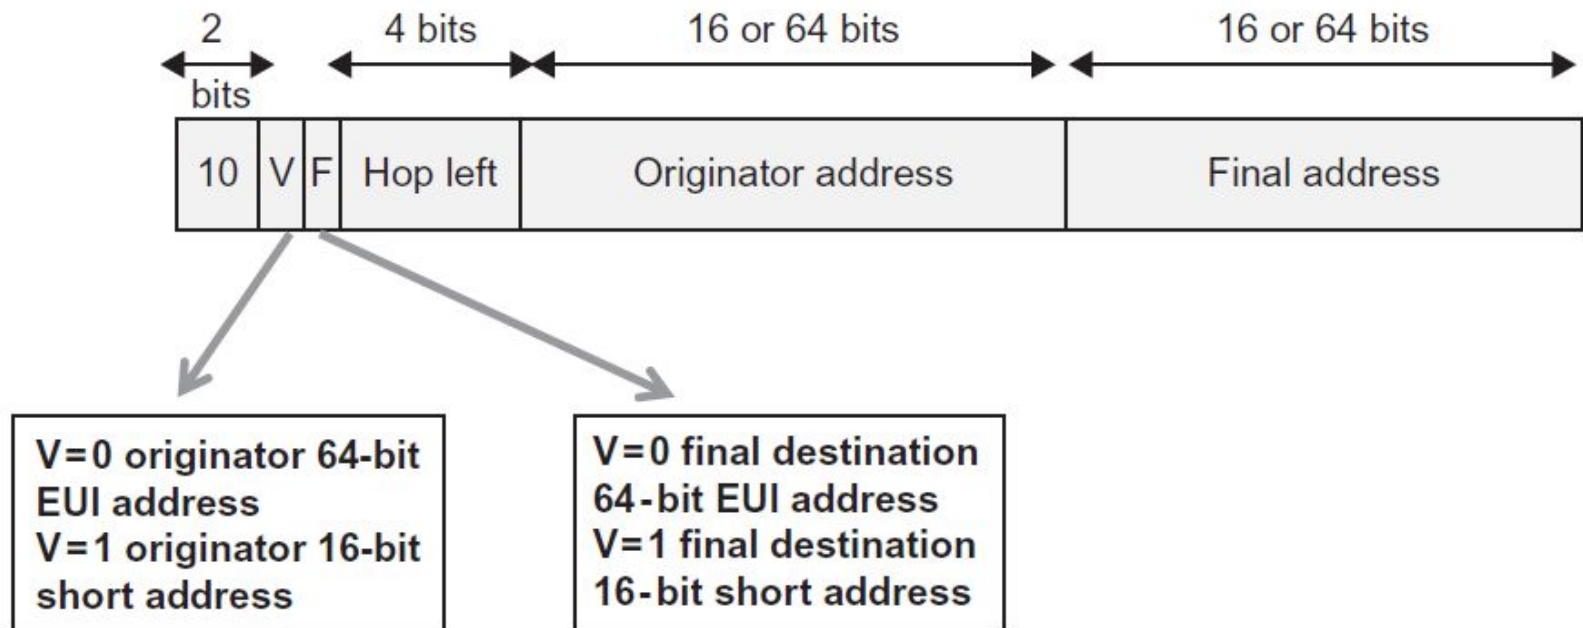 2 bits
4 bits
16 or 64 bits
16 or 64 bits
10
V
F
Hop left
Originator address
Final address
V=0 originator 64-bit
EUI address
V=1 originator 16-bit
short address
V=0 final destination
64-bit EUI address
V=1 final destination
16-bit short address